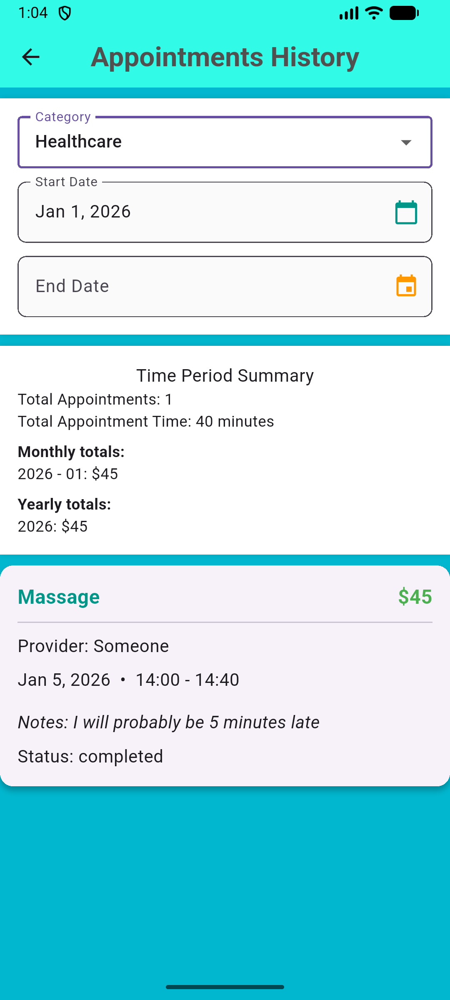 1:04
Appointments History
Category
Healthcare
Start Date
Jan 1, 2026
End Date
Time Period Summary
Total Appointments: 1
Total Appointment Time: 40 minutes
Monthly totals:
2026 - 01: $45
Yearly totals:
2026: $45
Massage $45
Provider: Someone
Jan 5, 2026 • 14:00 - 14:40
Notes: I will probably be 5 minutes late
Status: completed